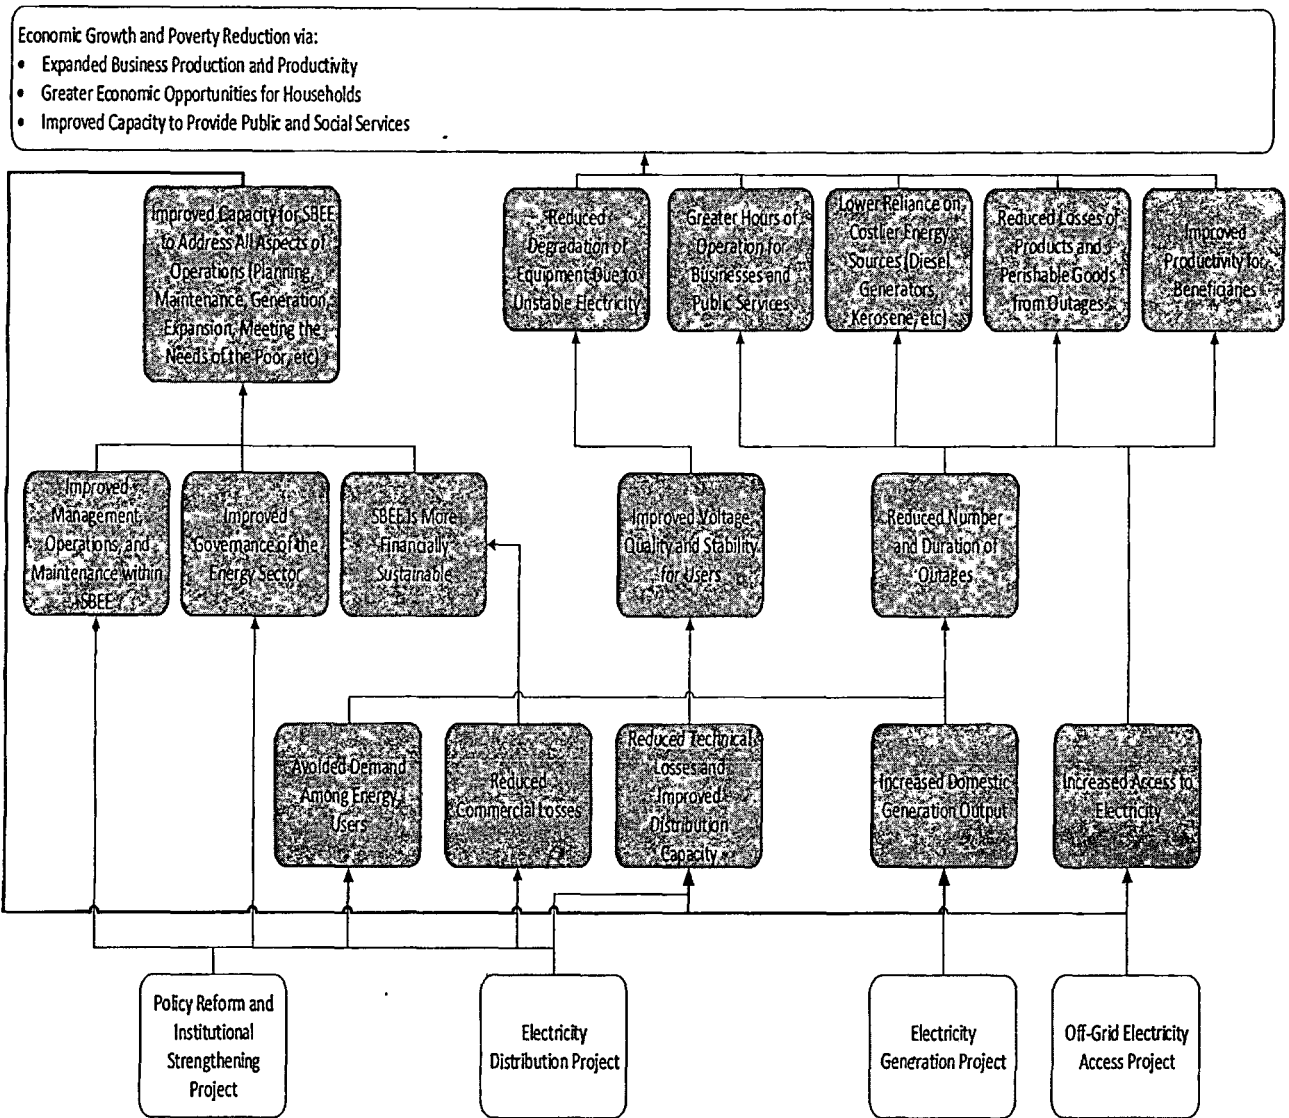 Economic Growth and Poverty Reduction via:
• Expanded Business Production and Productivity
• Greater Economic Opportunities for Households
• Improved Capacity to Provide Public and Social Services
Improved Capacity for SBEE
to Address All Aspects of
Operations (Planning,
Maintenance, Generation,
Expansion, Meeting the
Needs of the Poor, etc)
Reduced
Degradation of
Equipment Due to
Unstable Electricity
Greater Hours of
Operation for
Businesses and
Public Services
Lower Reliance on
Costlier Energy
Sources (Diesel
Generators,
Kerosene, etc)
Reduced Losses of
Products and
Perishable Goods
from Outages
Improved
Productivity for
Beneficiaries
Improved
Management,
Operations, and
Maintenance within
SBEE
Improved
Governance of the
Energy Sector
SBEE Is More
Financially
Sustainable
Improved Voltage
Quality and Stability
for Users
Reduced Number
and Duration of
Outages
Avoided Demand
Among Energy
Users
Reduced
Commercial Losses
Reduced Technical
Losses and
Improved
Distribution
Capacity
Increased Domestic
Generation Output
Increased Access to
Electricity
Policy Reform and
Institutional
Strengthening
Project
Electricity
Distribution Project
Electricity
Generation Project
Off-Grid Electricity
Access Project